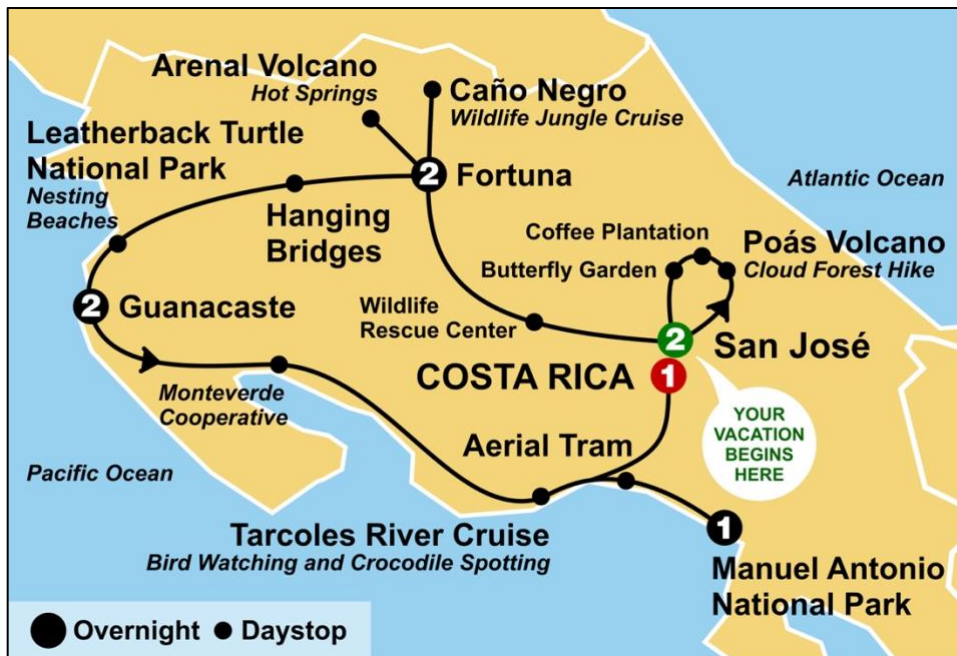 Arenal Volcano
Hot Springs
Caño Negro
Wildlife Jungle Cruise
Leatherback Turtle
National Park
Nesting
Beaches
2
Fortuna
Atlantic Ocean
Hanging
Bridges
Coffee Plantation
Butterfly Garden
Poás Volcano
Cloud Forest Hike
2
Guanacaste
Wildlife
Rescue Center
2
San José
COSTA RICA
1
Monteverde
Cooperative
YOUR
VACATION
BEGINS
HERE
Aerial Tram
Pacific Ocean
Tarcoles River Cruise
Bird Watching and Crocodile Spotting
1
Manuel Antonio
National Park
Overnight
Daystop